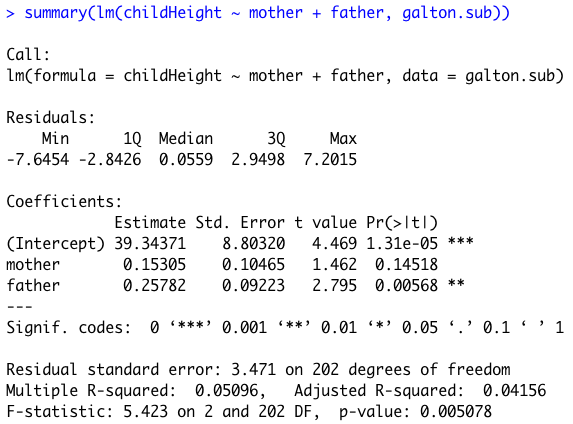 > summary(lm(childHeight ~ mother + father, galton.sub))
Call:
lm(formula = childHeight ~ mother + father, data = galton.sub)
Residuals:
Min 1Q Median 3Q Max
-7.6454 -2.8426 0.0559 2.9498 7.2015
Coefficients:
Estimate Std. Error t value Pr(>|t|)
(Intercept) 39.34371 8.80320 4.469 1.31e-05 ***
mother 0.15305 0.10465 1.462 0.14518
father 0.25782 0.09223 2.795 0.00568 **
---
Signif. codes: 0 ‘***’ 0.001 ‘**’ 0.01 ‘*’ 0.05 ‘.’ 0.1 ‘ ’ 1
Residual standard error: 3.471 on 202 degrees of freedom
Multiple R-squared: 0.05096, Adjusted R-squared: 0.04156
F-statistic: 5.423 on 2 and 202 DF, p-value: 0.005078